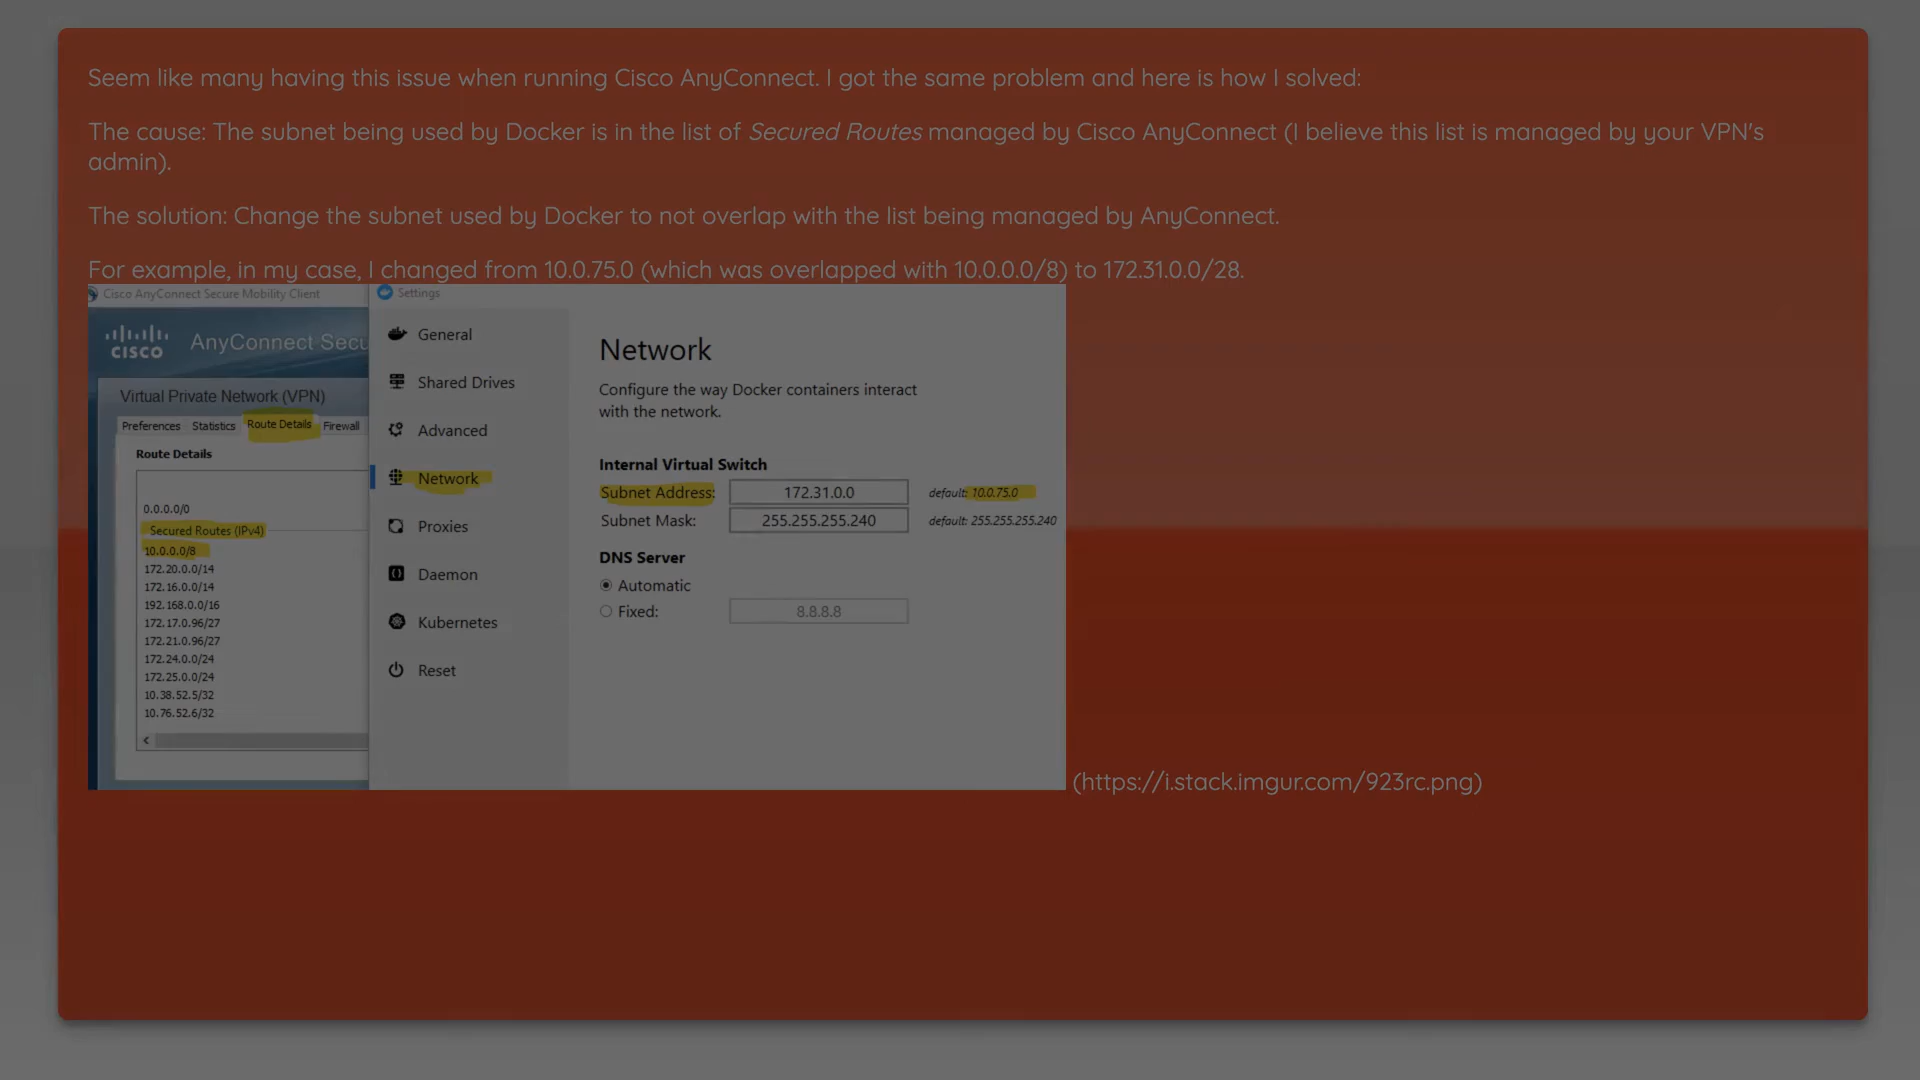 Seem like many having this issue when running Cisco AnyConnect. I got the same problem and here is how I solved:
The cause: The subnet being used by Docker is in the list of Secured Routes managed by Cisco AnyConnect (I believe this list is managed by your VPN's
admin).
The solution: Change the subnet used by Docker to not overlap with the list being managed by AnyConnect.
For example, in my case, I changed from 10.0.75.0 (which was overlapped with 10.0.0.0/8) to 172.31.0.0/28.
Cisco AnyConnect Secure Mobility Client
CISCO AnyConnect Secu
Virtual Private Network (VPN)
Preferences Statistics Route Details Firewall
Route Details
0.0.0.0/0
Secured Routes (IPv4)
10.0.0.0/8
172.20.0.0/14
172.16.0.0/14
192.168.0.0/16
172.17.0.96/27
172.21.0.96/27
172.24.0.0/24
172.25.0.0/24
10.38.52.5/32
10.76.52.6/32
Settings
General
Shared Drives
Advanced
Network
Proxies
Daemon
Kubernetes
Reset
Network
Configure the way Docker containers interact
with the network.
Internal Virtual Switch
Subnet Address: 172.31.0.0 default: 10.0.75.0
Subnet Mask: 255.255.255.240 default: 255.255.255.240
DNS Server
Automatic
Fixed: 8.8.8.8
(https://i.stack.imgur.com/923rc.png)